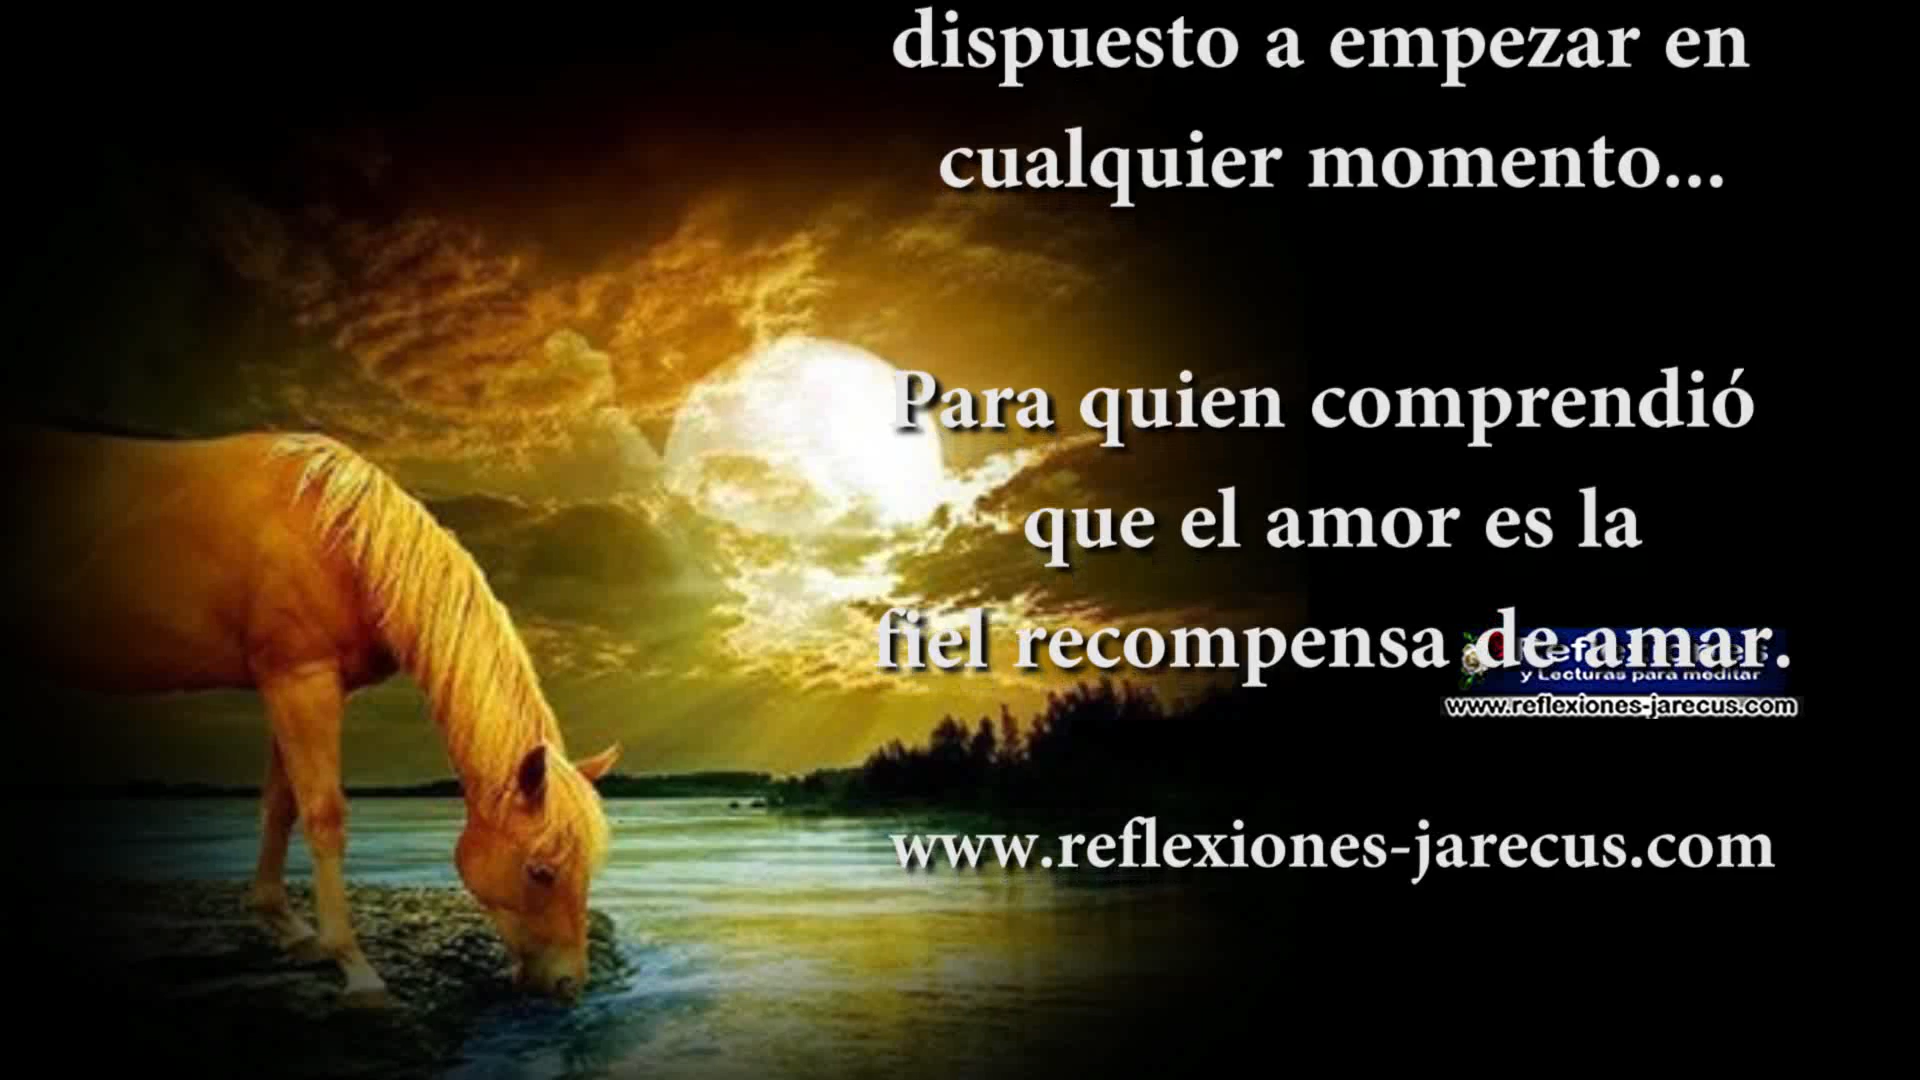 dispuesto a empezar en
cualquier momento...
Para quien comprendió
que el amor es la
fiel recompensa de amar.
Reflexiones
y Lecturas para meditar
www.reflexiones-jarecus.com
www.reflexiones-jarecus.com